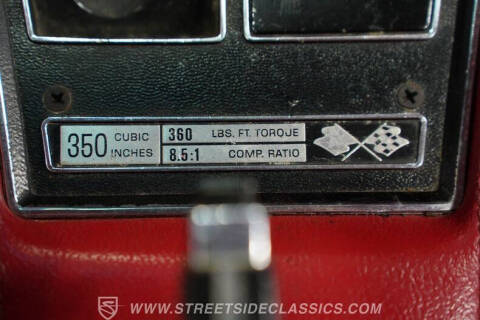 350 CUBIC INCHES
360 LBS. FT. TORQUE
8.5:1 COMP. RATIO
WWW.STREETSIDECLASSICS.COM